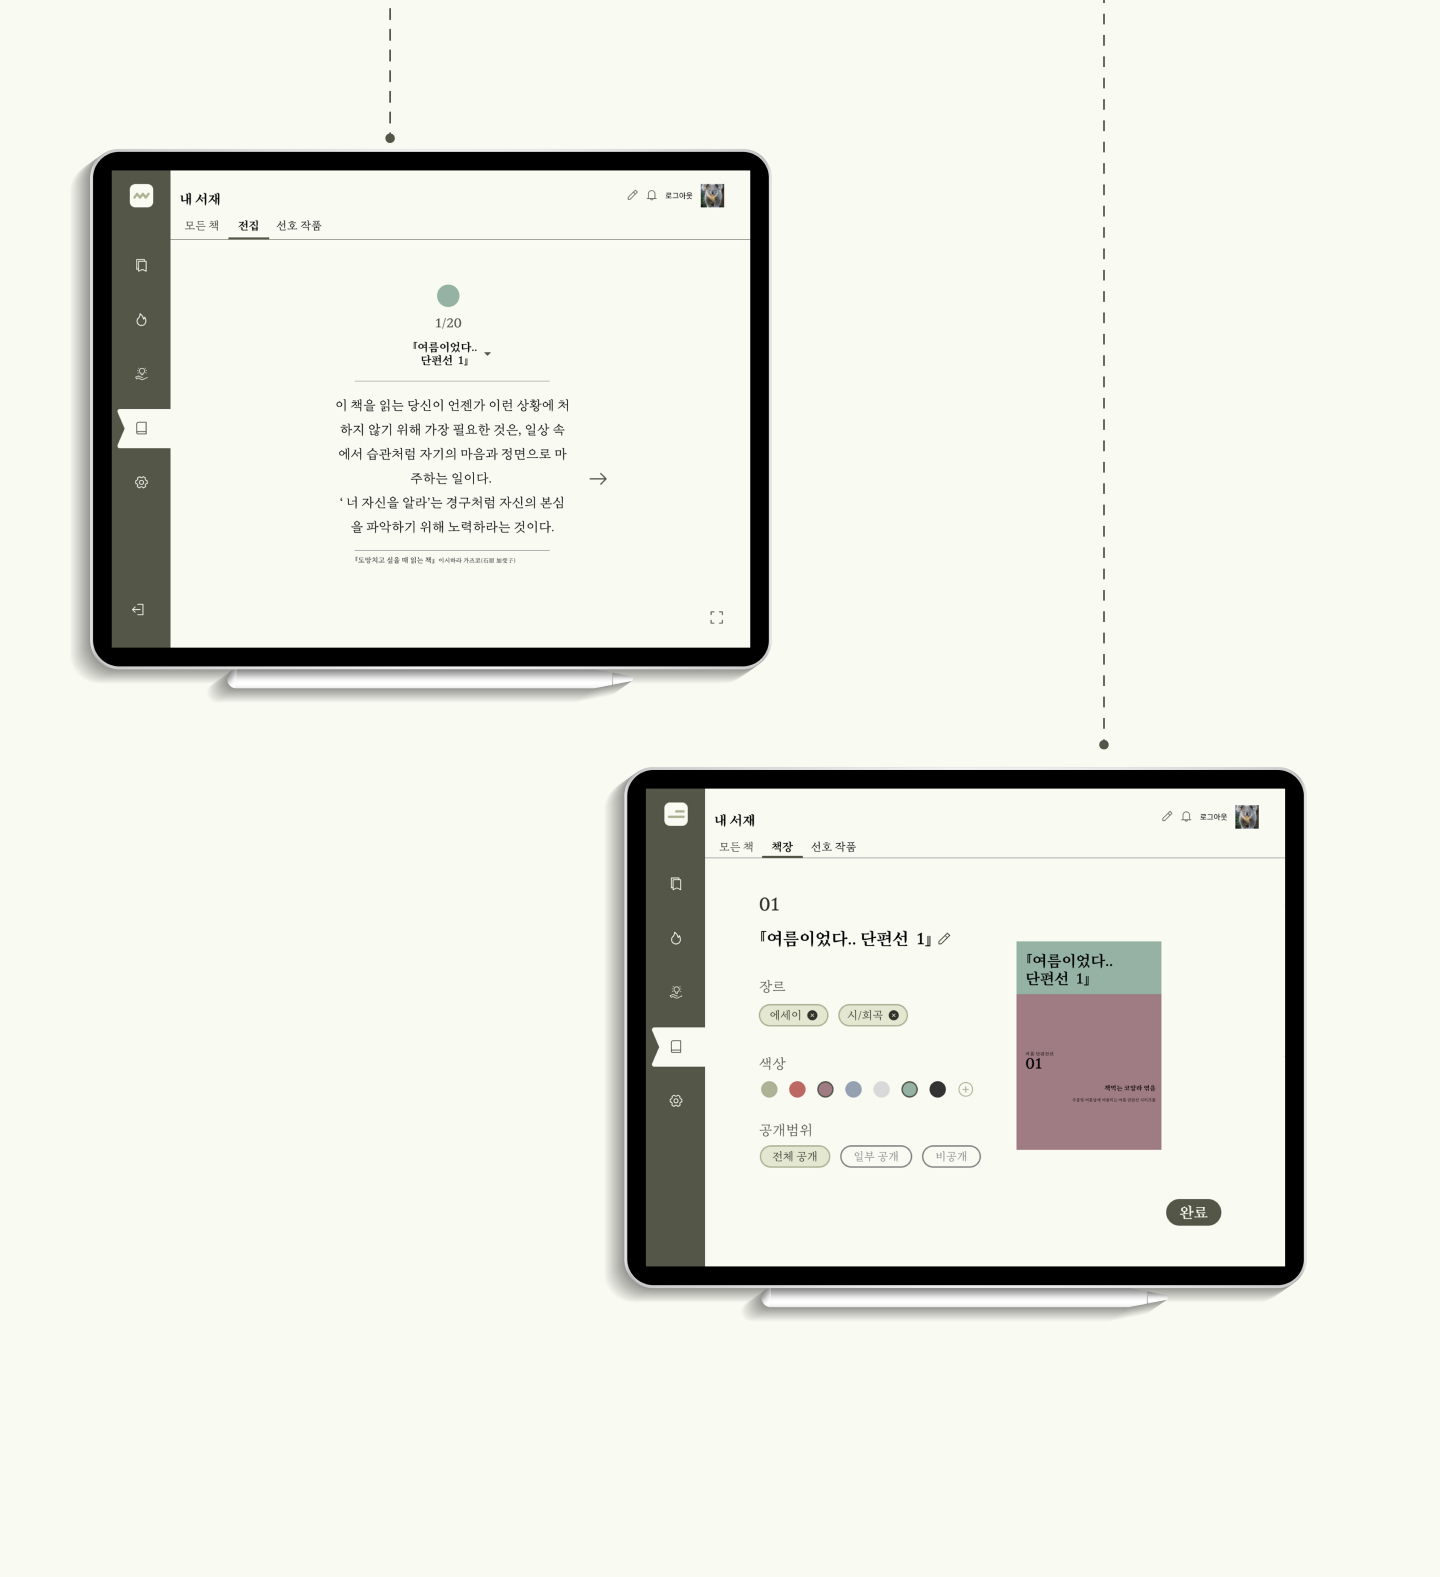 내 서재
로그아웃
모든 책 전집 선호 작품
1/20
『여름이었다..
단편선 1』
이 책을 읽는 당신이 언젠가 이런 상황에 처
하지 않기 위해 가장 필요한 것은, 일상 속
에서 습관처럼 자기의 마음과 정면으로 마
주하는 일이다.
‘ 너 자신을 알라’는 경구처럼 자신의 본심
을 파악하기 위해 노력하라는 것이다.
『도망치고 싶을 때 읽는 책』 이시하라 가즈코(石原 加受子)
내 서재
로그아웃
모든 책 책장 선호 작품
01
『여름이었다.. 단편선 1』
장르
에세이 시/희곡
색상
공개범위
전체 공개 일부 공개 비공개
『여름이었다..
단편선 1』
01
책먹는 코알라 엮음
완료